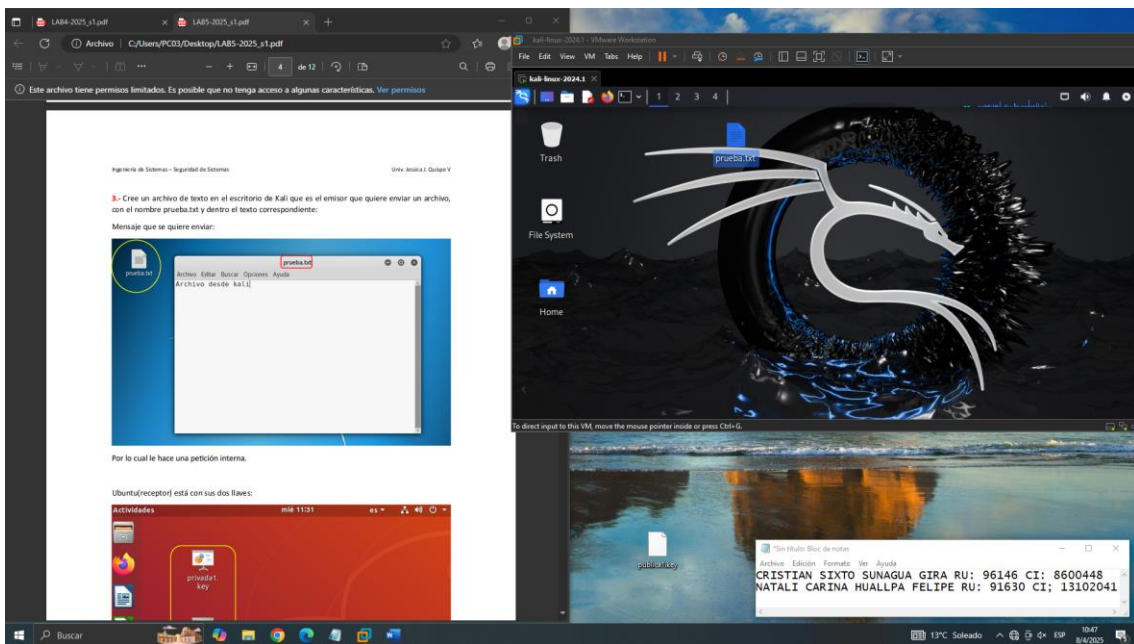 LAB4-2025_s1.pdf
LAB5-2025_s1.pdf
Archivo
C:/Users/PC03/Desktop/LAB5-2025_s1.pdf
4 de 12
Este archivo tiene permisos limitados. Es posible que no tenga acceso a algunas características. Ver permisos
Ingeniería de Sistemas – Seguridad de Sistemas
Univ. Jessica J. Quispe V
3.- Cree un archivo de texto en el escritorio de Kali que es el emisor que quiere enviar un archivo,
con el nombre prueba.txt y dentro el texto correspondiente:
Mensaje que se quiere enviar:
prueba.txt
prueba.txt
Archivo Editar Buscar Opciones Ayuda
Archivo desde kali
Por lo cual le hace una petición interna.
Ubuntu(receptor) está con sus dos llaves:
Actividades
mié 11:31
es
privada1.
key
kali-linux-2024.1 - VMware Workstation
File Edit View VM Tabs Help
kali-linux-2024.1
1 2 3 4
Trash
prueba.txt
File System
Home
To direct input to this VM, move the mouse pointer inside or press Ctrl+G.
publica1.key
*Sin título: Bloc de notas
Archivo Edición Formato Ver Ayuda
CRISTIAN SIXTO SUNAGUA GIRA RU: 96146 CI: 8600448
NATALI CARINA HUALLPA FELIPE RU: 91630 CI; 13102041
Buscar
13°C Soleado
ESP
10:47
8/4/2025